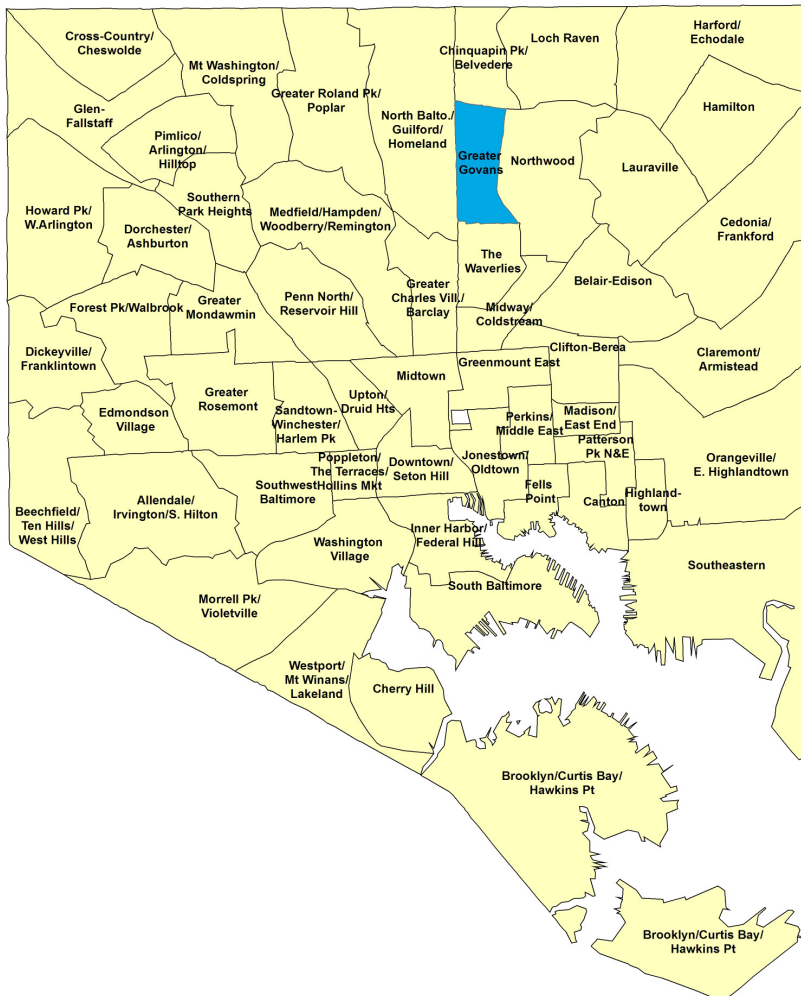 Cross-Country/
Cheswolde
Mt Washington/
Coldspring
Greater Roland Pk/
Poplar
North Balto./
Guilford/
Homeland
Chinquapin Pk/
Belvedere
Loch Raven
Harford/
Echodale
Glen-
Fallstaff
Pimlico/
Arlington/
Hilltop
Greater
Govans
Northwood
Lauraville
Hamilton
Howard Pk/
W.Arlington
Dorchester/
Ashburton
Southern
Park Heights
Medfield/Hampden/
Woodberry/Remington
Cedonia/
Frankford
The
Waverlies
Belair-Edison
Forest Pk/Walbrook
Greater
Mondawmin
Penn North/
Reservoir Hill
Greater
Charles Vill./
Barclay
Midway/
Coldstream
Dickeyville/
Franklintown
Midtown
Greenmount East
Clifton-Berea
Claremont/
Armistead
Edmondson
Village
Greater
Rosemont
Sandtown-
Winchester/
Harlem Pk
Upton/
Druid Hts
Perkins/
Middle East
Madison/
East End
Patterson
Pk N&E
Jonestown/
Oldtown
Orangeville/
E. Highlandtown
Beechfield/
Ten Hills/
West Hills
Allendale/
Irvington/S. Hilton
Southwest
Baltimore
Poppleton/
The Terraces/
Hollins Mkt
Downtown/
Seton Hill
Fells
Point
Canton
Highland-
town
Washington
Village
Inner Harbor/
Federal Hill
Southeastern
Morrell Pk/
Violetville
South Baltimore
Westport/
Mt Winans/
Lakeland
Cherry Hill
Brooklyn/Curtis Bay/
Hawkins Pt
Brooklyn/Curtis Bay/
Hawkins Pt